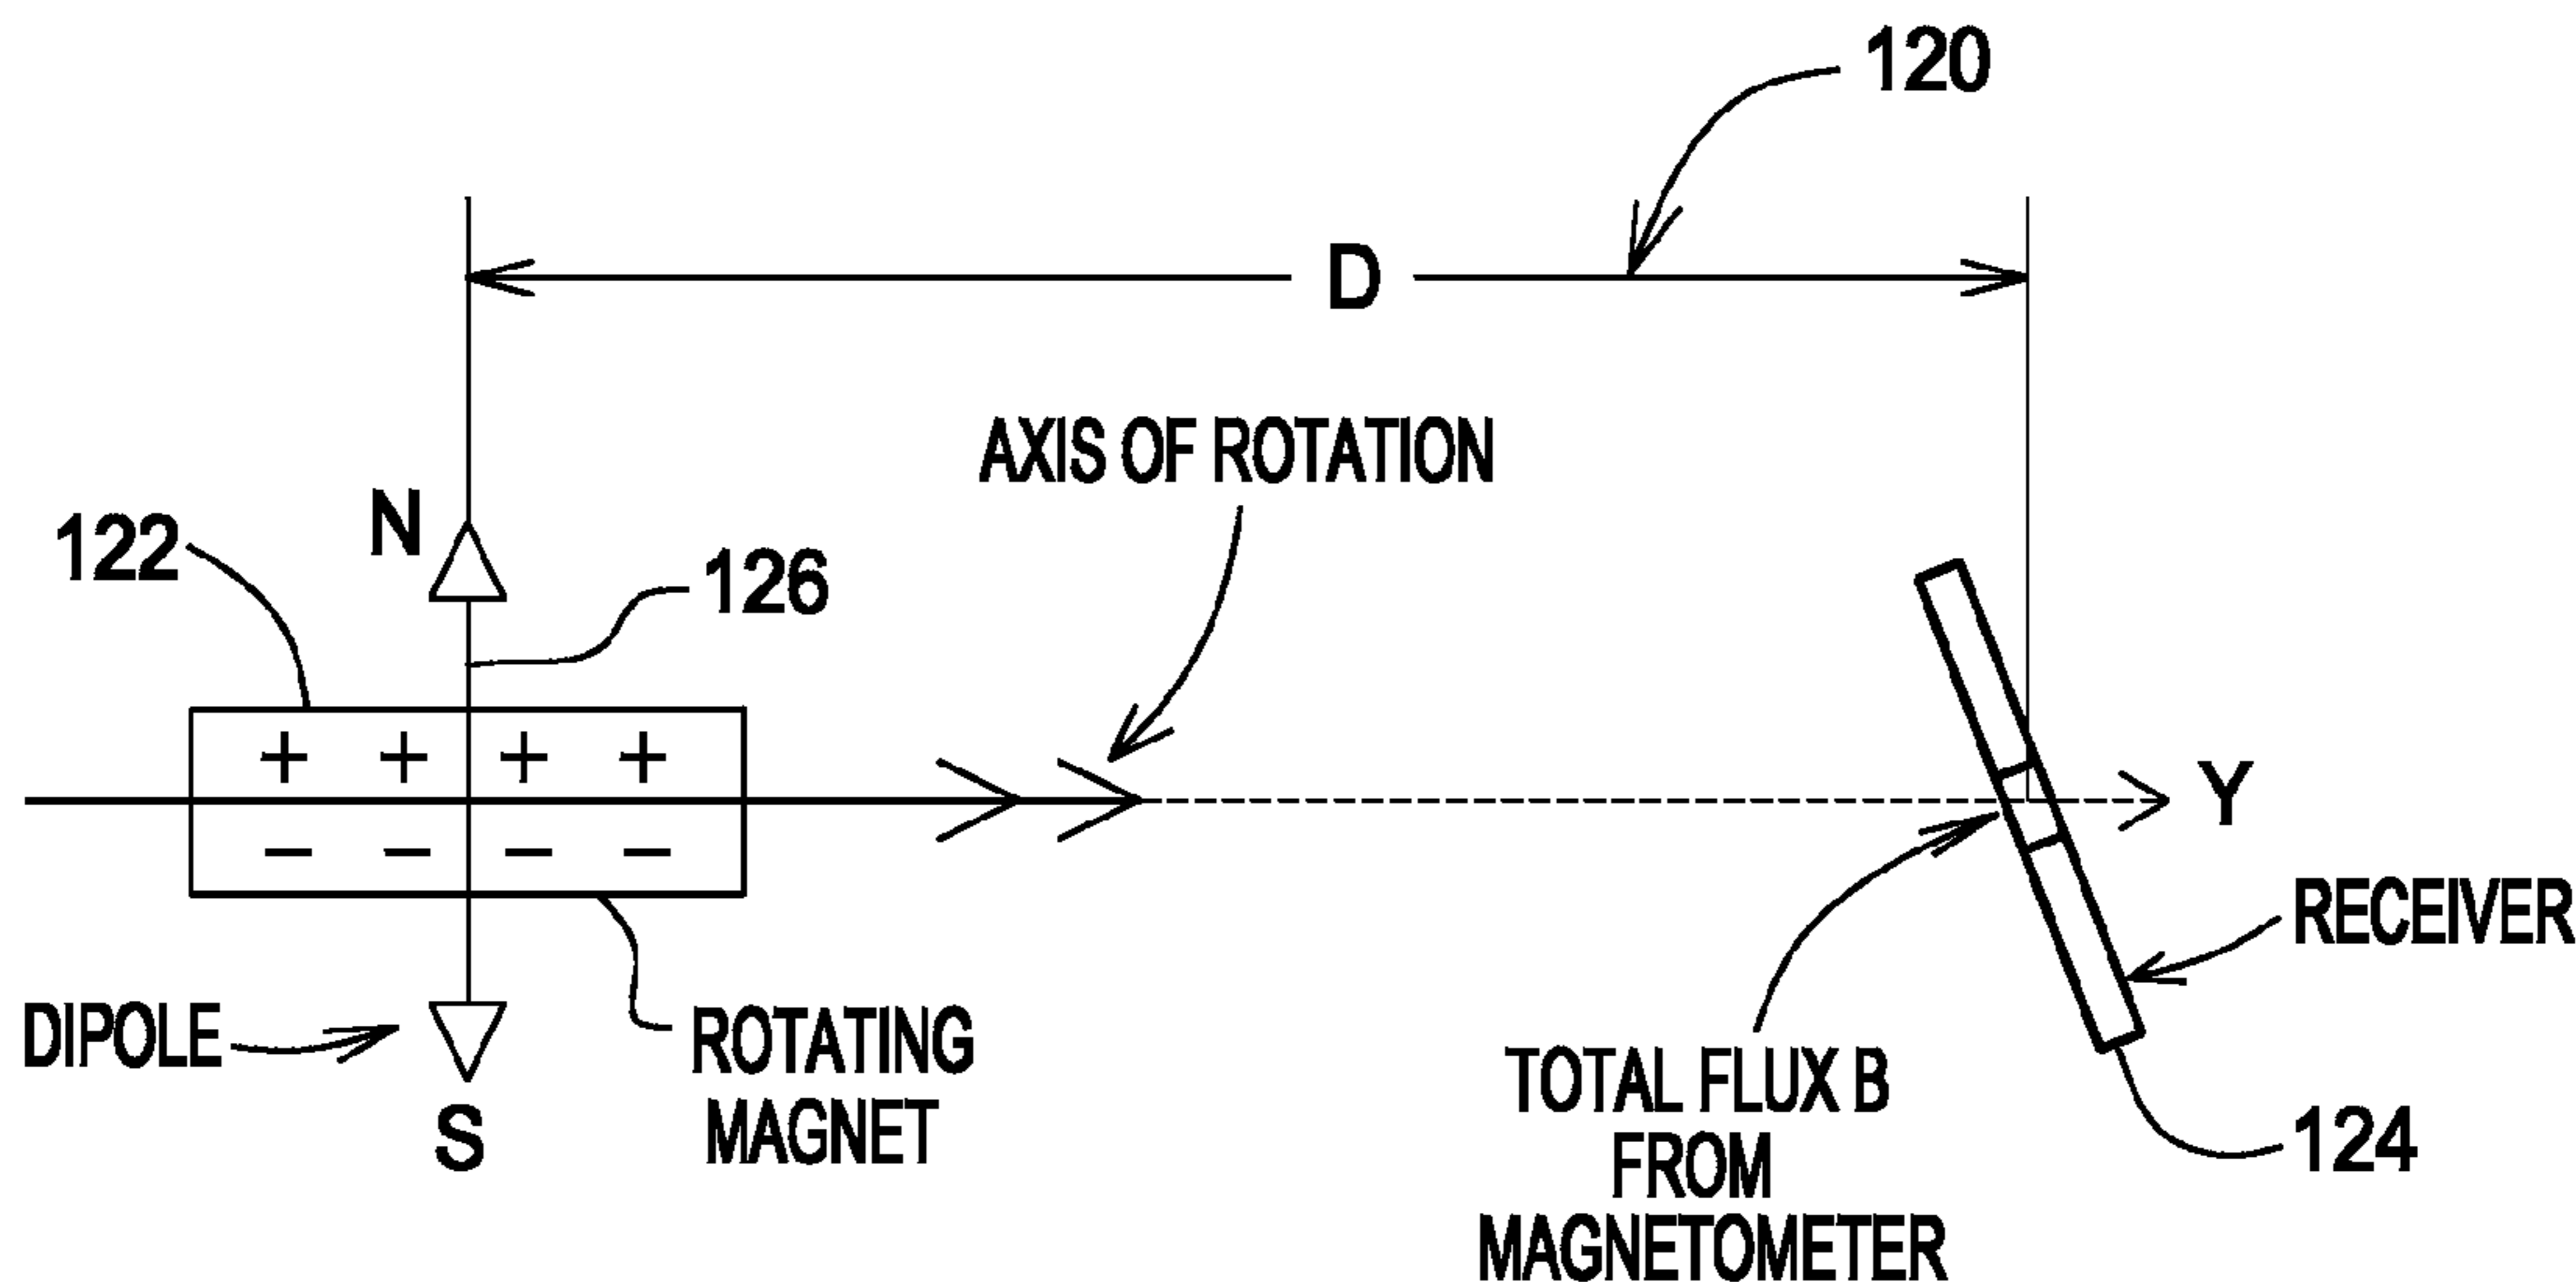 120
D
AXIS OF ROTATION
N
122
126
+ + + +
Y
− − − −
RECEIVER
DIPOLE
ROTATING
MAGNET
S
TOTAL FLUX B
FROM
MAGNETOMETER
124